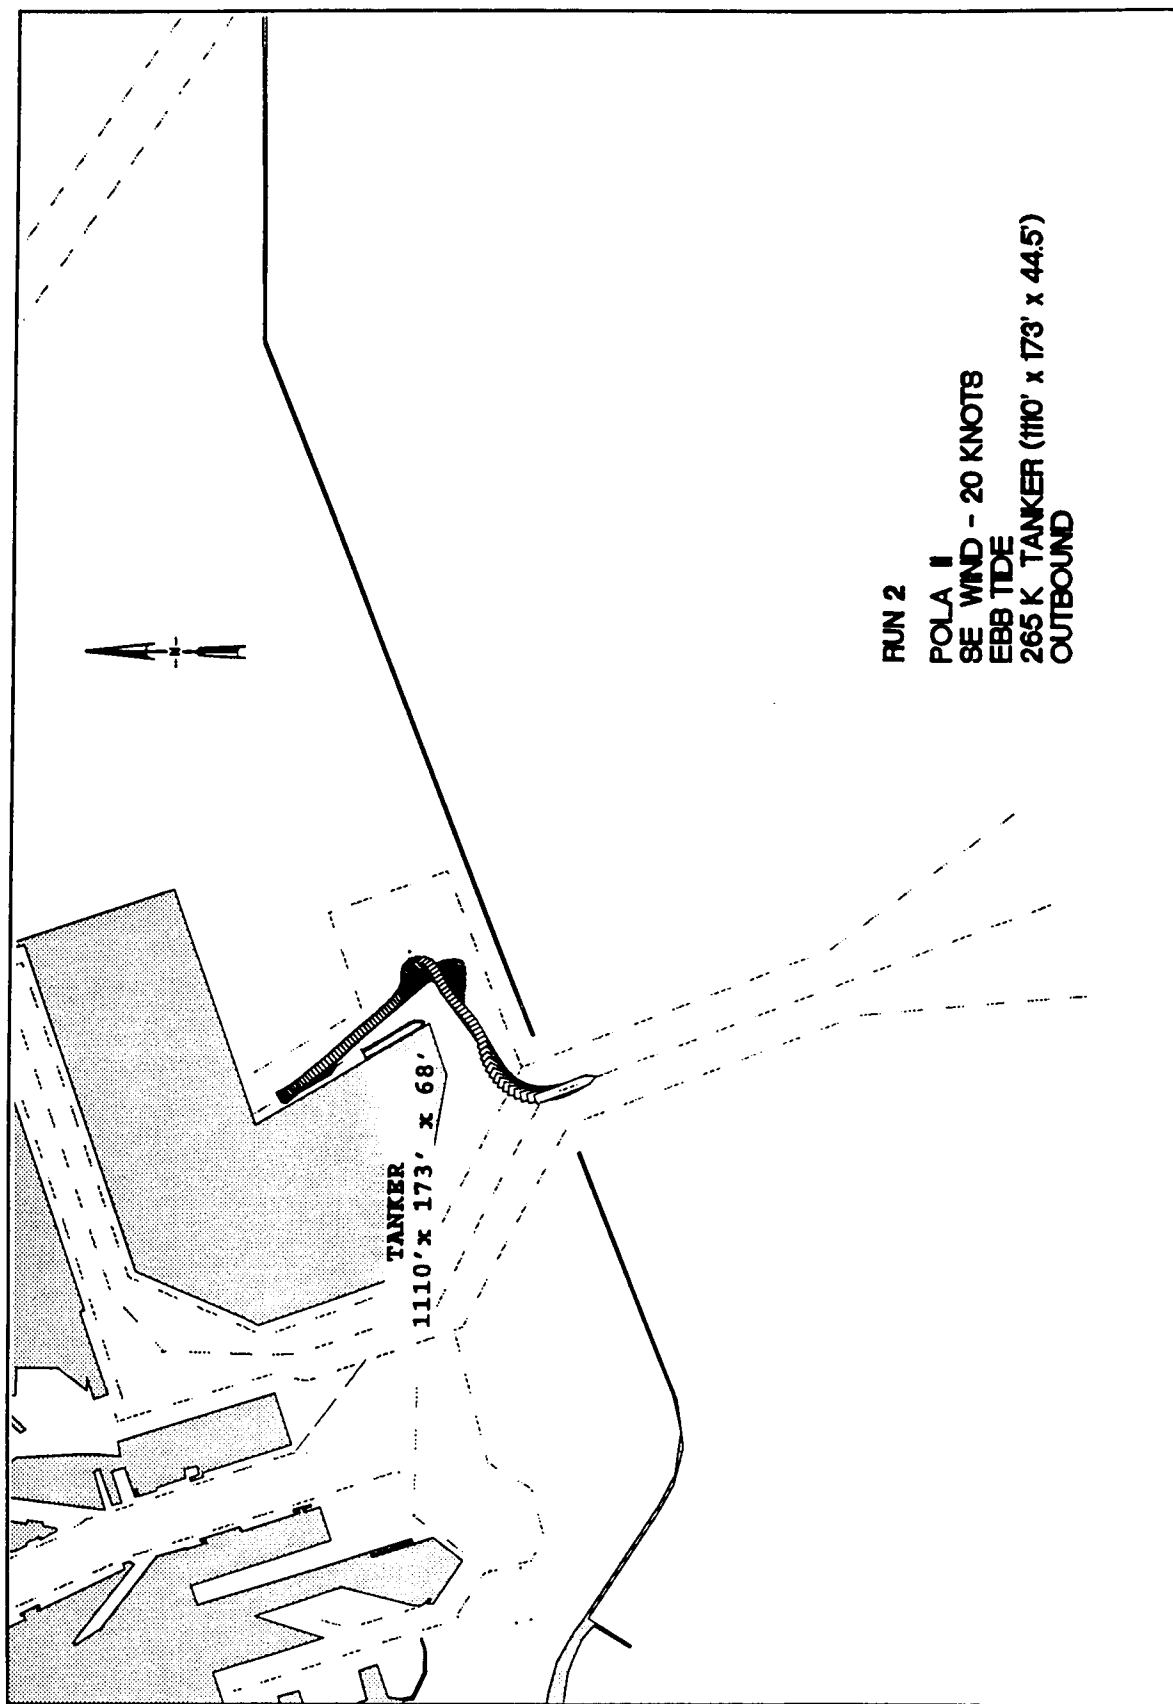 N
TANKER
1110'x 173' x 68'
RUN 2
POLA II
SE WIND - 20 KNOTS
EBB TIDE
265 K TANKER (1110' x 173' x 44.5')
OUTBOUND